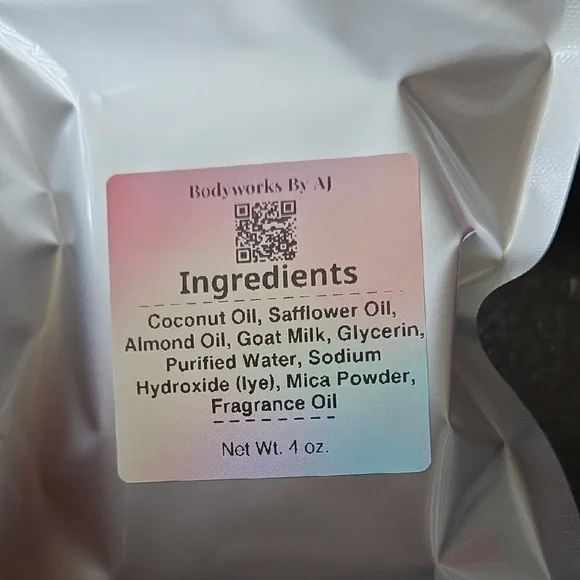 Bodyworks By AJ
Ingredients
Coconut Oil, Safflower Oil,
Almond Oil, Goat Milk, Glycerin,
Purified Water, Sodium
Hydroxide (lye), Mica Powder,
Fragrance Oil
Net Wt. 4 oz.